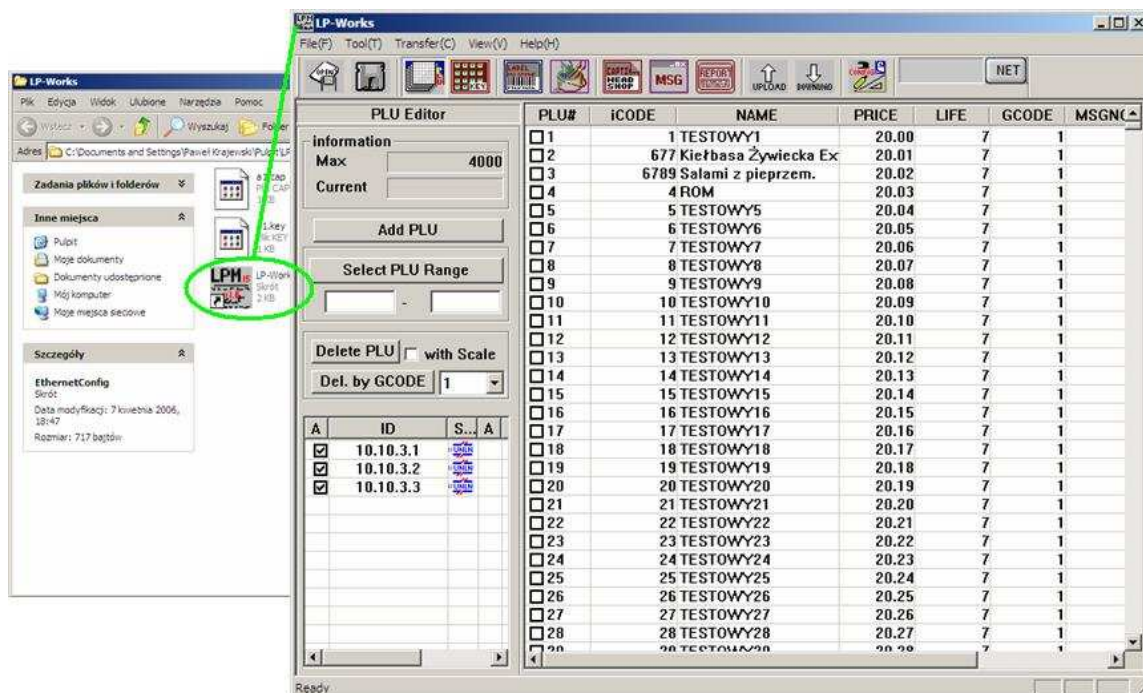 LP-Works
Plik Edycja Widok Ulubione Narzędzia Pomoc
Wstecz Wyszukaj Folder
Adres C:\Documents and Settings\Paweł Krajewski\Pulpit\LP
Zadania plików i folderów
Inne miejsca
Pulpit
Moje dokumenty
Dokumenty udostępnione
Mój komputer
Moje miejsca sieciowe
Szczegóły
EthernetConfig
Skrót
Data modyfikacji: 7 kwietnia 2006,
18:47
Rozmiar: 717 bajtów
LP-Work
Skrót
2 KB
LP-Works
File(F) Tool(T) Transfer(C) View(V) Help(H)
OPEN KEY LABEL HEAD SHOP MSG REPORT UPLOAD DOWNLOAD NET
PLU Editor
Information
Max 4000
Current
Add PLU
Select PLU Range
-
Delete PLU with Scale
Del. by GCODE 1
A ID S... A
10.10.3.1
10.10.3.2
10.10.3.3
PLU# iCODE NAME PRICE LIFE GCODE MSGNO
1 1 TESTOWY1 20.00 7 1
2 677 Kiełbasa Żywiecka Ex 20.01 7 1
3 6789 Salami z pieprzem. 20.02 7 1
4 4 ROM 20.03 7 1
5 5 TESTOWY5 20.04 7 1
6 6 TESTOWY6 20.05 7 1
7 7 TESTOWY7 20.06 7 1
8 8 TESTOWY8 20.07 7 1
9 9 TESTOWY9 20.08 7 1
10 10 TESTOWY10 20.09 7 1
11 11 TESTOWY11 20.10 7 1
12 12 TESTOWY12 20.11 7 1
13 13 TESTOWY13 20.12 7 1
14 14 TESTOWY14 20.13 7 1
15 15 TESTOWY15 20.14 7 1
16 16 TESTOWY16 20.15 7 1
17 17 TESTOWY17 20.16 7 1
18 18 TESTOWY18 20.17 7 1
19 19 TESTOWY19 20.18 7 1
20 20 TESTOWY20 20.19 7 1
21 21 TESTOWY21 20.20 7 1
22 22 TESTOWY22 20.21 7 1
23 23 TESTOWY23 20.22 7 1
24 24 TESTOWY24 20.23 7 1
25 25 TESTOWY25 20.24 7 1
26 26 TESTOWY26 20.25 7 1
27 27 TESTOWY27 20.26 7 1
28 28 TESTOWY28 20.27 7 1
Ready